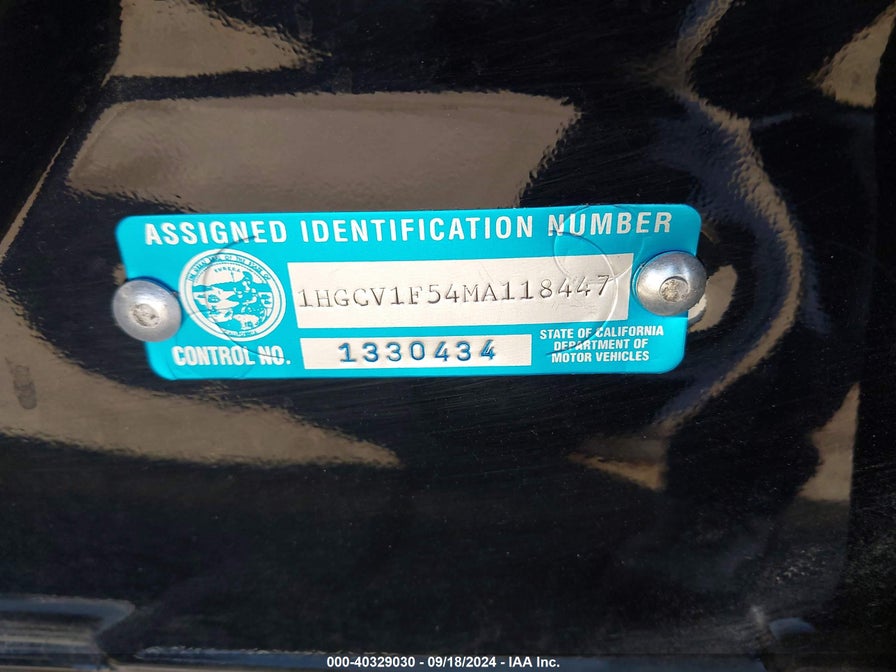 ASSIGNED IDENTIFICATION NUMBER
EUREKA
1HGCV1F54MA118447
CONTROL NO.
1330434
STATE OF CALIFORNIA
DEPARTMENT OF
MOTOR VEHICLES
000-40329030 - 09/18/2024 - IAA Inc.